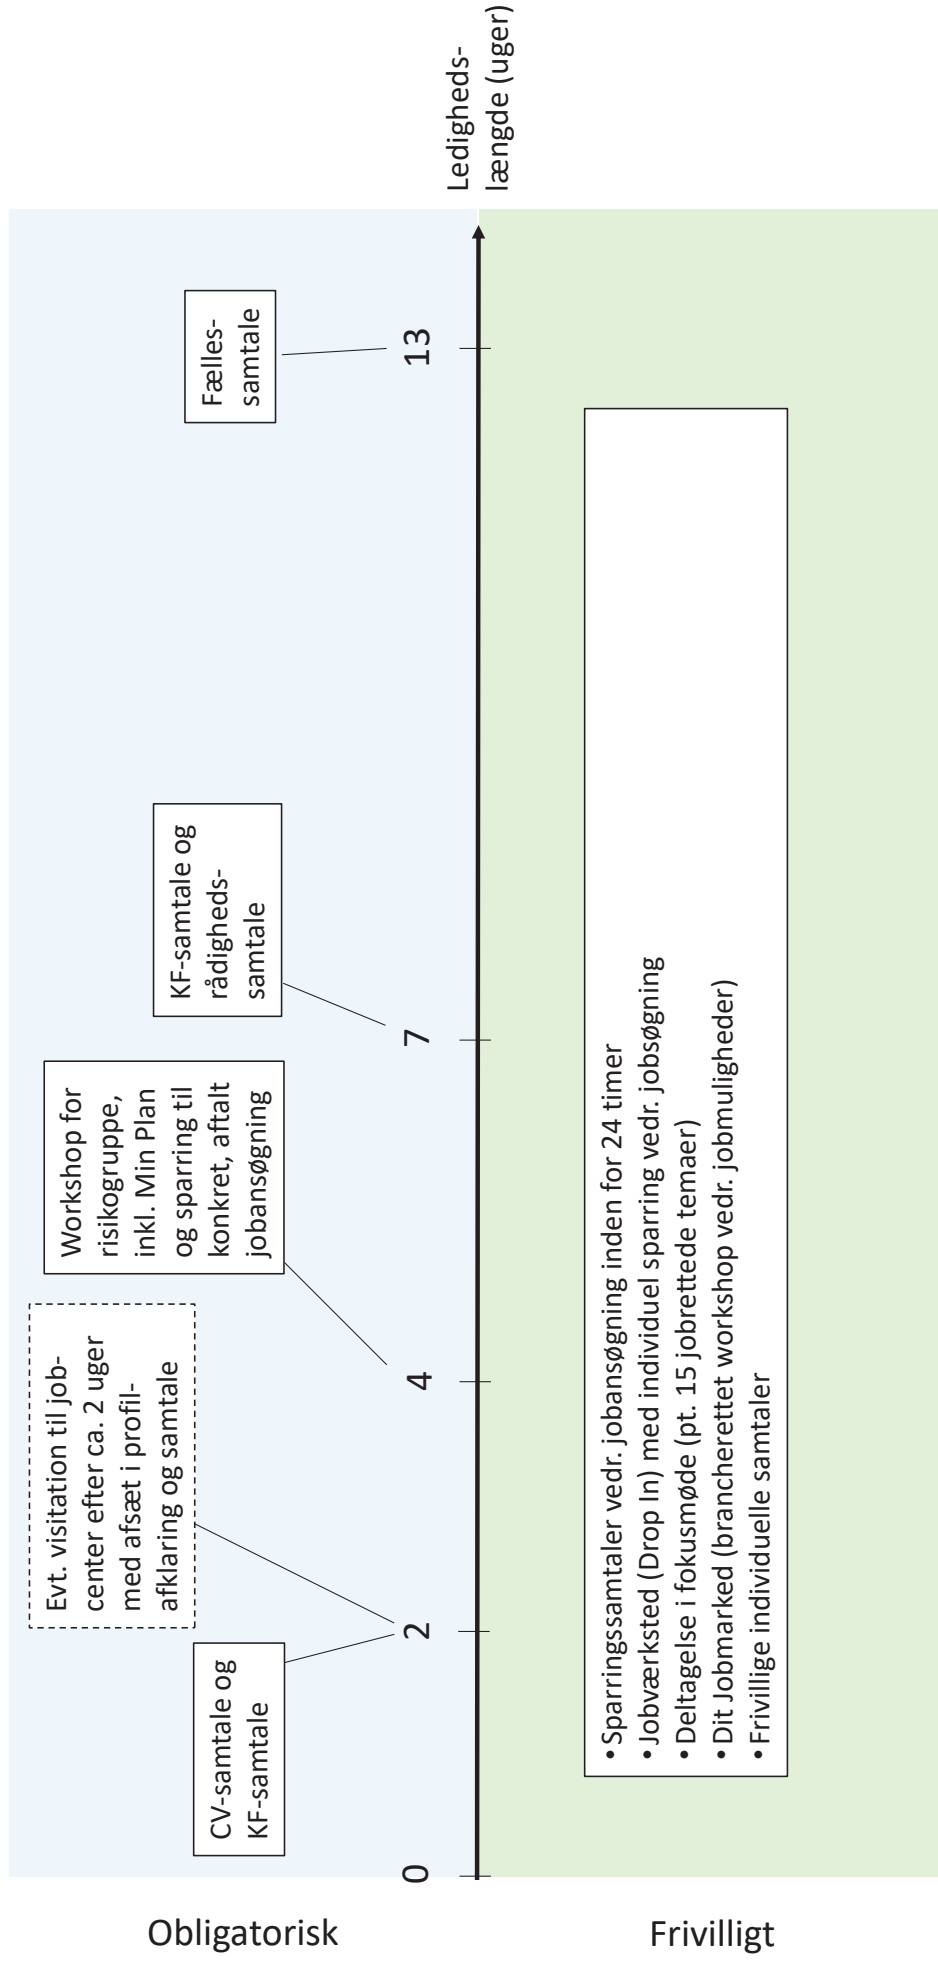 Obligatorisk
CV-samtale og
KF-samtale
Evt. visitation til job-
center efter ca. 2 uger
med afsæt i profil-
afklaring og samtale
Workshop for
risikogruppe,
inkl. Min Plan
og sparring til
konkret, aftalt
jobansøgning
KF-samtale og
rådigheds-
samtale
Fælles-
samtale
0
2
4
7
13
Ledigheds-
længde (uger)
Frivilligt
• Sparringssamtaler vedr. jobansøgning inden for 24 timer
• Jobværksted (Drop In) med individuel sparring vedr. jobsøgning
• Deltagelse i fokusmøde (pt. 15 jobrettede temaer)
• Dit Jobmarked (brancherettet workshop vedr. jobmuligheder)
• Frivillige individuelle samtaler